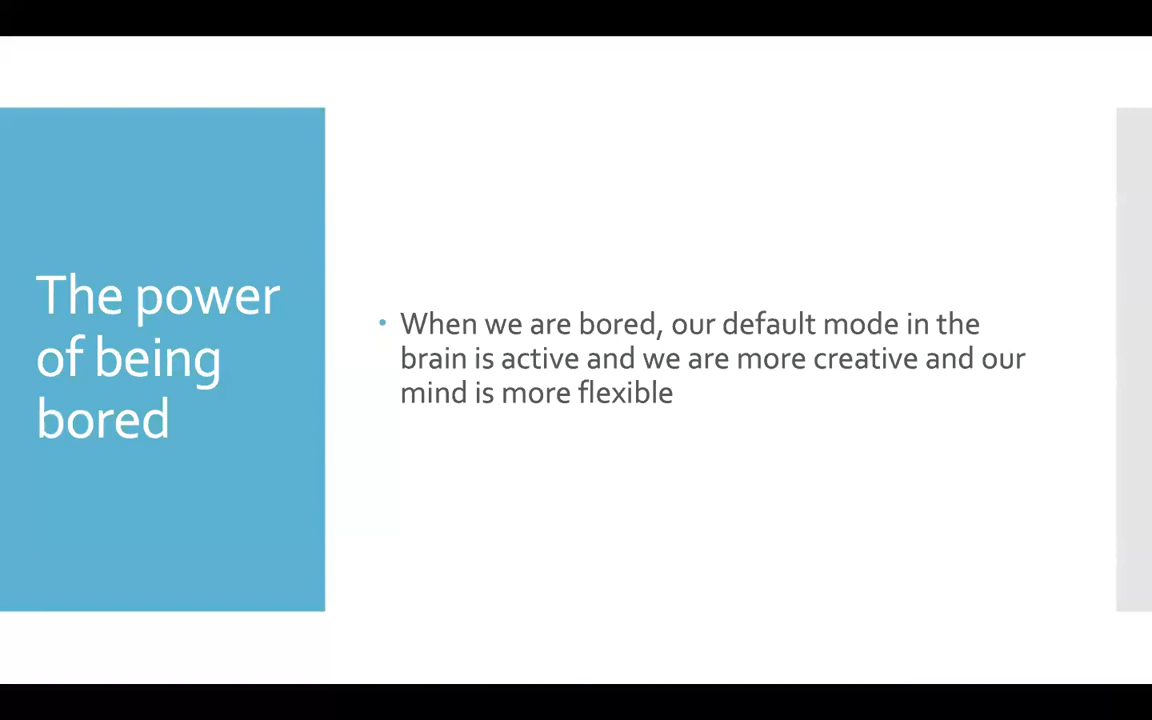 The power
of being
bored
• When we are bored, our default mode in the
brain is active and we are more creative and our
mind is more flexible